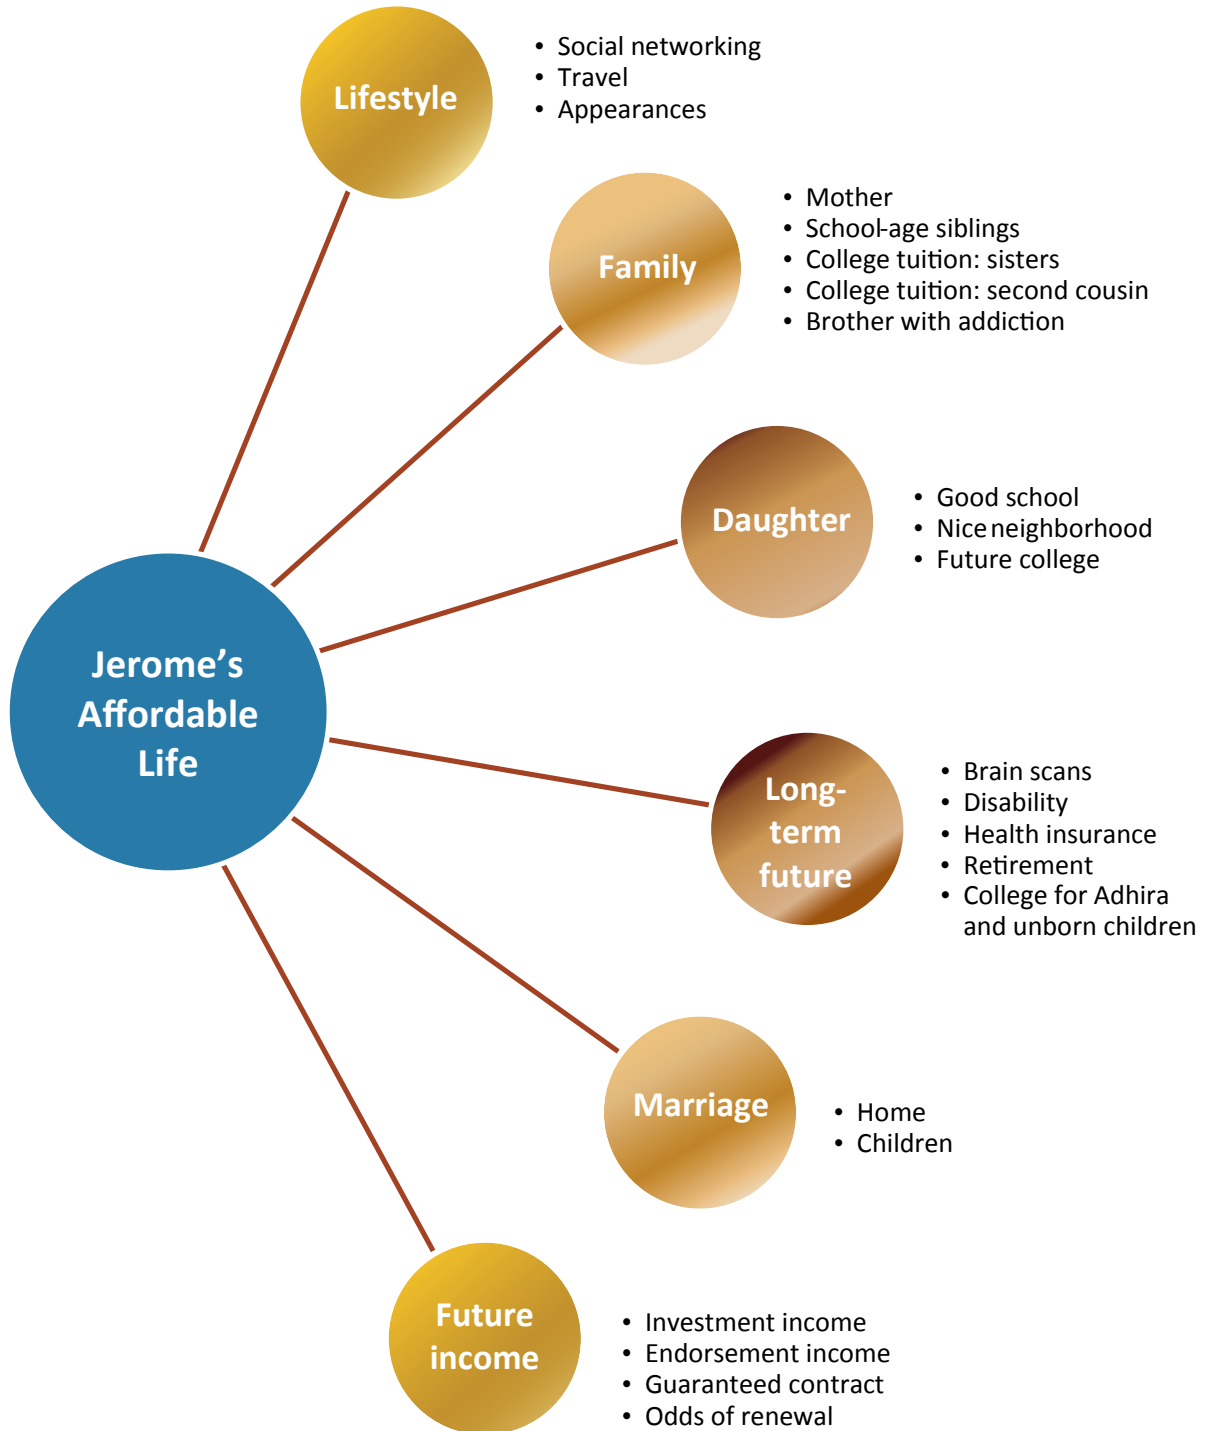 Lifestyle
• Social networking
• Travel
• Appearances
Family
• Mother
• School-age siblings
• College tuition: sisters
• College tuition: second cousin
• Brother with addiction
Daughter
• Good school
• Nice neighborhood
• Future college
Jerome’s
Affordable
Life
Long-
term
future
• Brain scans
• Disability
• Health insurance
• Retirement
• College for Adhira
and unborn children
Marriage
• Home
• Children
Future
income
• Investment income
• Endorsement income
• Guaranteed contract
• Odds of renewal